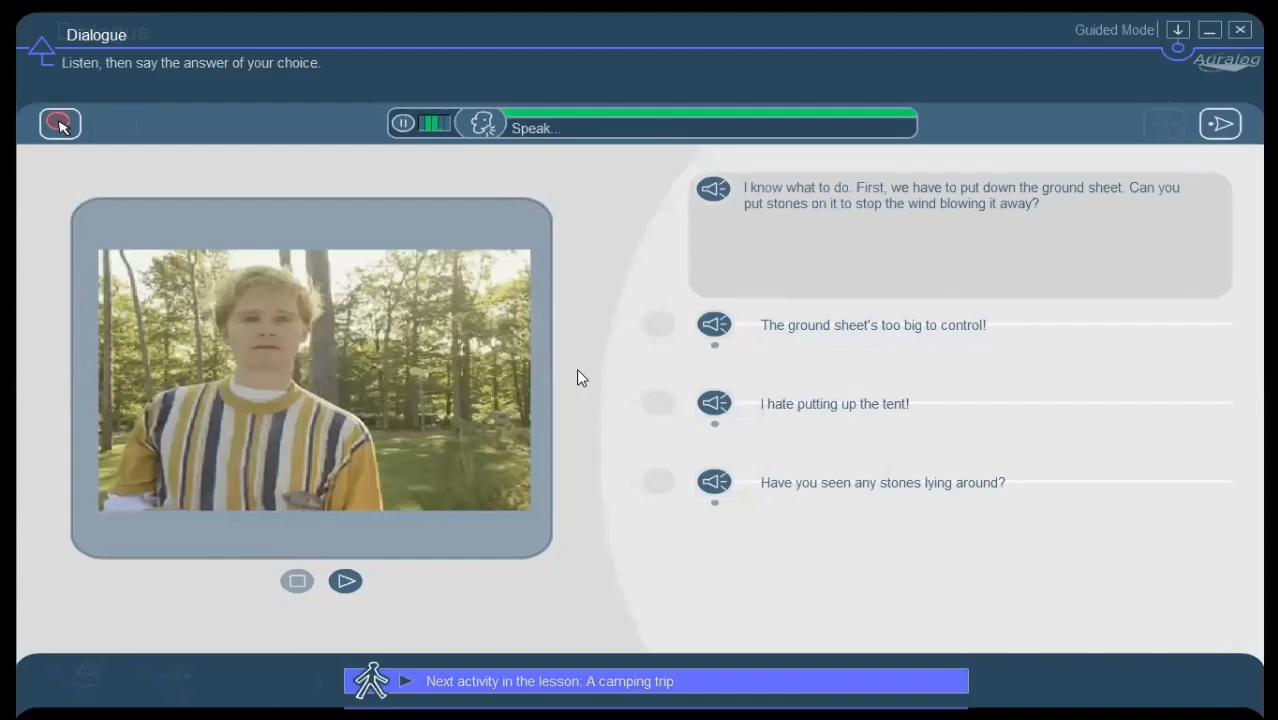 Dialogue
Guided Mode
Listen, then say the answer of your choice.
Auralog
Speak...
I know what to do. First, we have to put down the ground sheet. Can you
put stones on it to stop the wind blowing it away?
The ground sheet's too big to control!
I hate putting up the tent!
Have you seen any stones lying around?
Next activity in the lesson: A camping trip